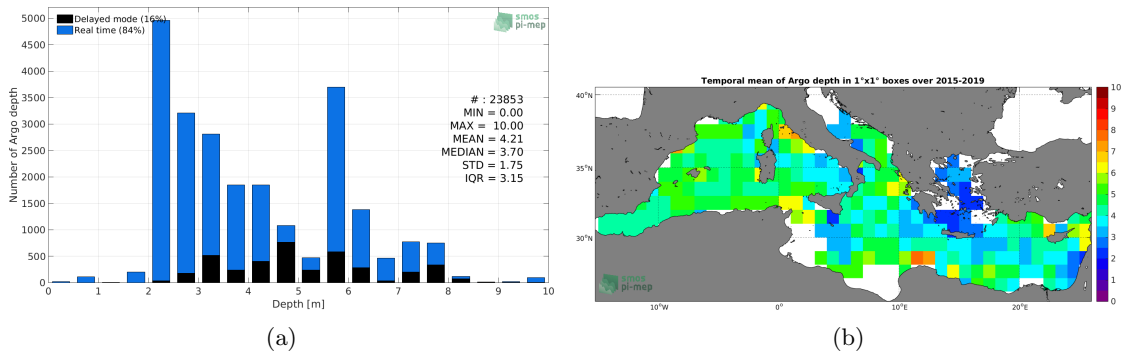 Delayed mode (16%)
Real time (84%)
smos
pi-mep
# : 23853
MIN = 0.00
MAX = 10.00
MEAN = 4.21
MEDIAN = 3.70
STD = 1.75
IQR = 3.15
Number of Argo depth
5000
4500
4000
3500
3000
2500
2000
1500
1000
500
0
0 1 2 3 4 5 6 7 8 9 10
Depth [m]
(a)
Temporal mean of Argo depth in 1°x1° boxes over 2015-2019
40°N
35°N
30°N
40°N
35°N
30°N
10°W 0° 10°E 20°E
smos
pi-mep
10
9
8
7
6
5
4
3
2
1
0
(b)